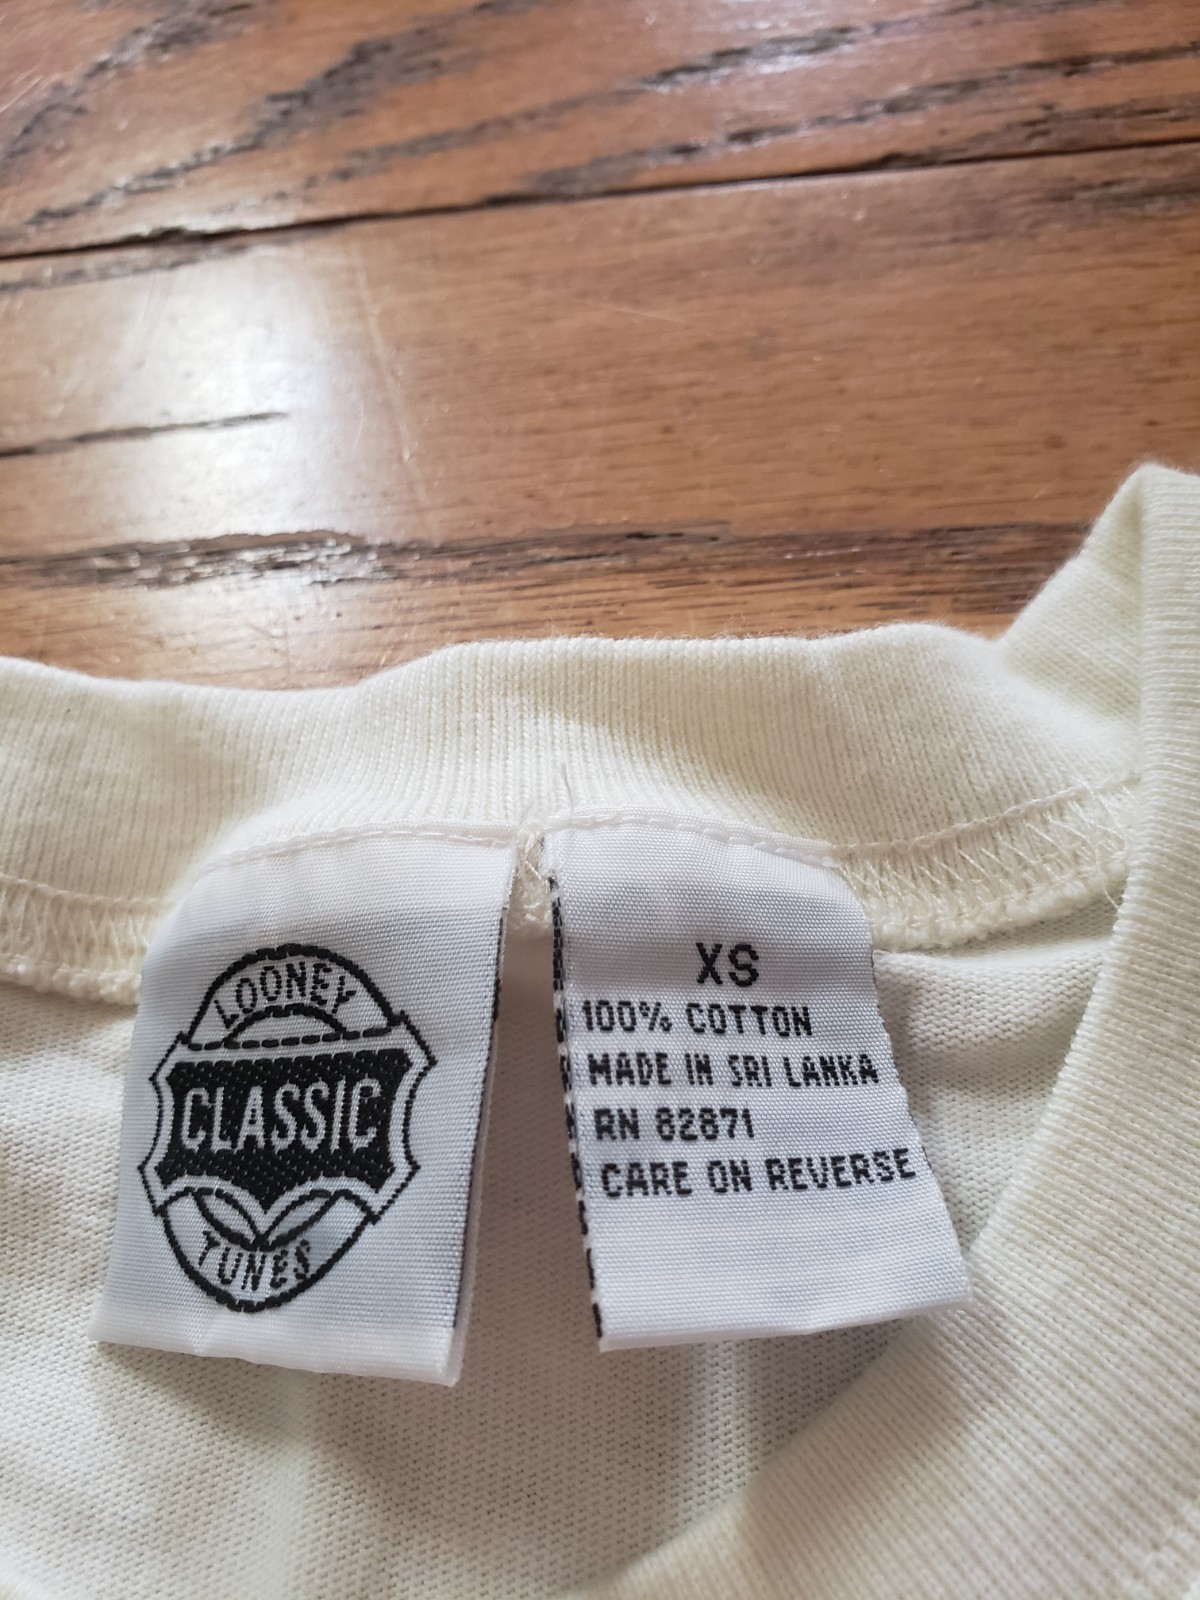 LOONEY
CLASSIC
TUNES
XS
100% COTTON
MADE IN SRI LANKA
RN 82871
CARE ON REVERSE